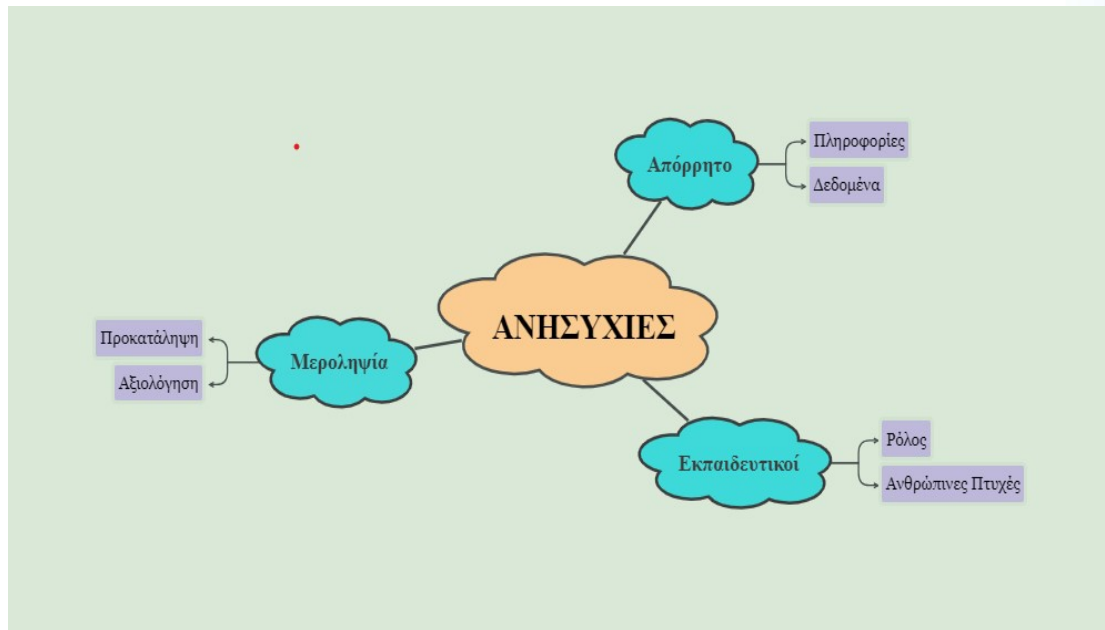 Απόρρητο
Πληροφορίες
Δεδομένα
ΑΝΗΣΥΧΙΕΣ
Μεροληψία
Προκατάληψη
Αξιολόγηση
Εκπαιδευτικοί
Ρόλος
Ανθρώπινες Πτυχές